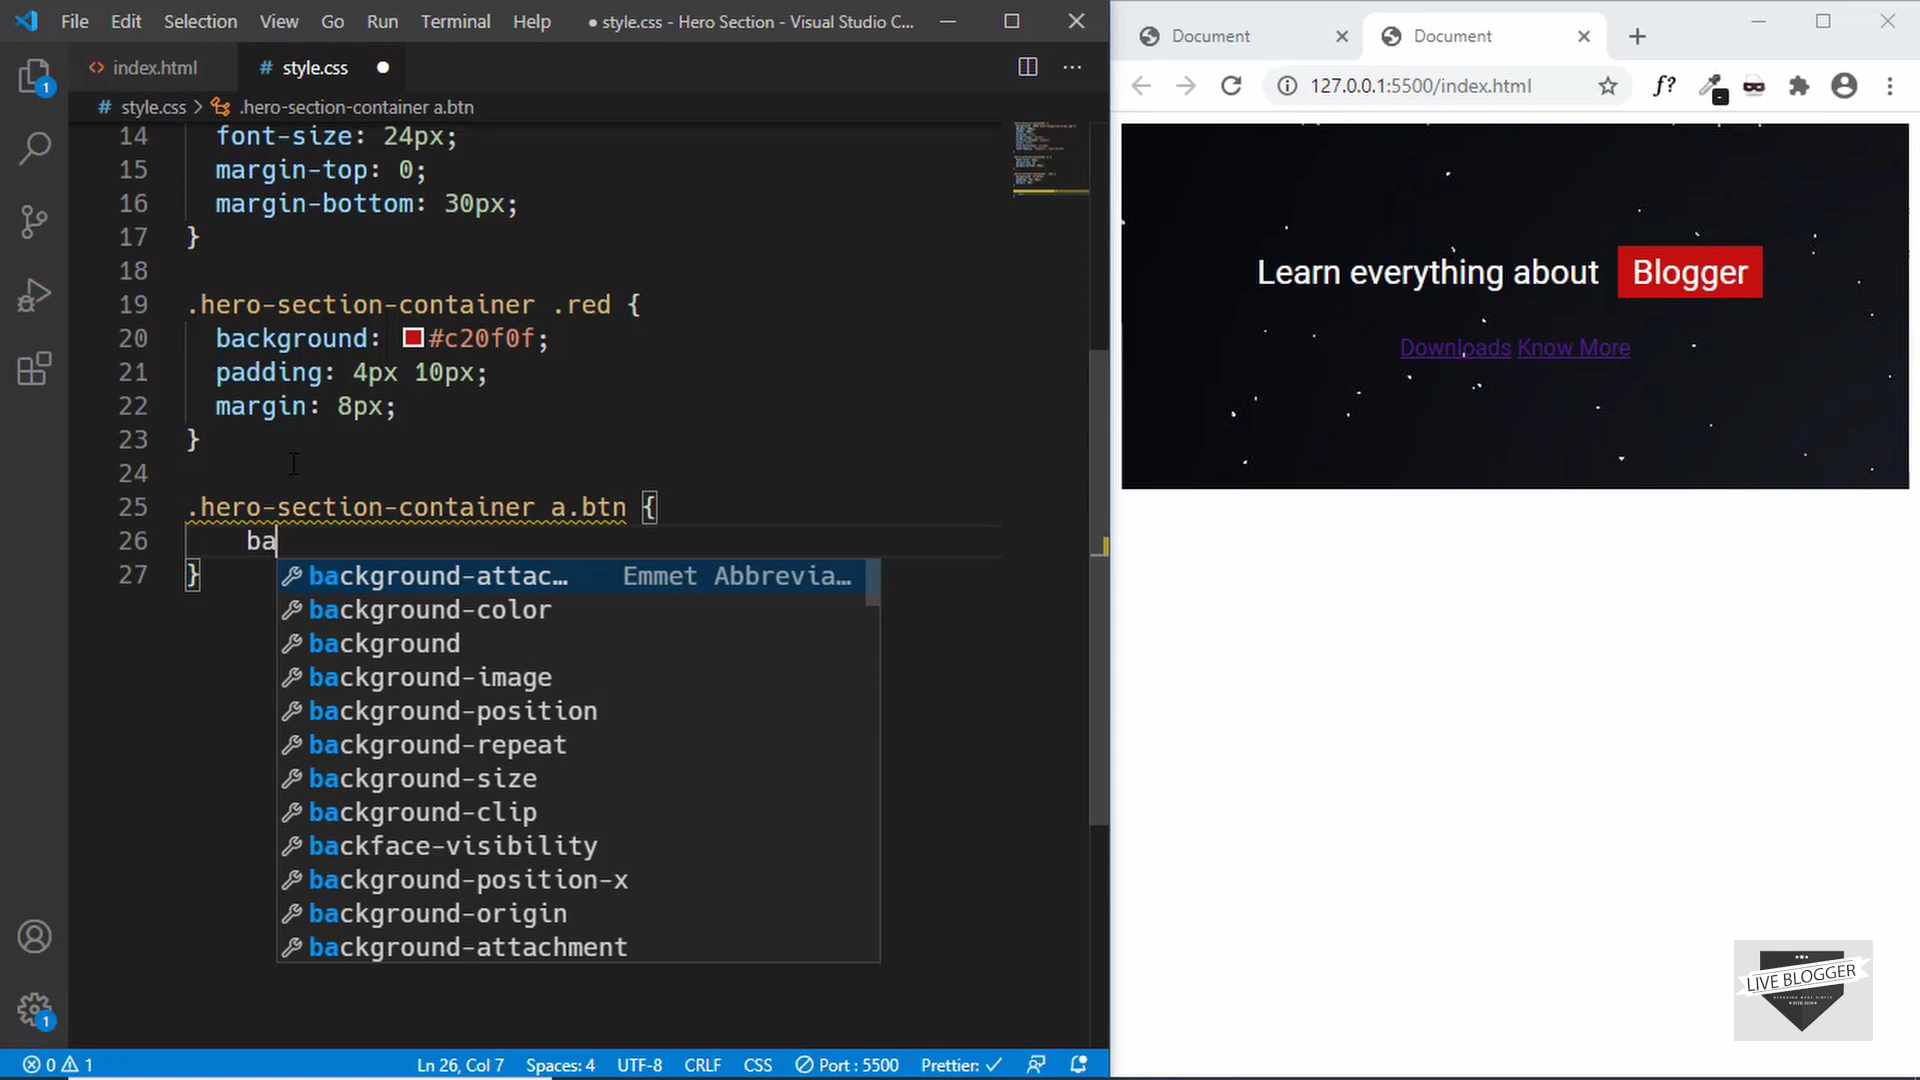 File Edit Selection View Go Run Terminal Help ● style.css - Hero Section - Visual Studio C...
index.html # style.css ●
# style.css > .hero-section-container a.btn
14 font-size: 24px;
15 margin-top: 0;
16 margin-bottom: 30px;
17 }
18
19 .hero-section-container .red {
20 background: #c20f0f;
21 padding: 4px 10px;
22 margin: 8px;
23 }
24
25 .hero-section-container a.btn {
26 ba
27 }
background-attac... Emmet Abbrevia...
background-color
background
background-image
background-position
background-repeat
background-size
background-clip
backface-visibility
background-position-x
background-origin
background-attachment
1
1
0 1 Ln 26, Col 7 Spaces: 4 UTF-8 CRLF CSS Port : 5500 Prettier: ✓
Document Document
127.0.0.1:5500/index.html f?
Learn everything about Blogger
Downloads Know More
LIVE BLOGGER